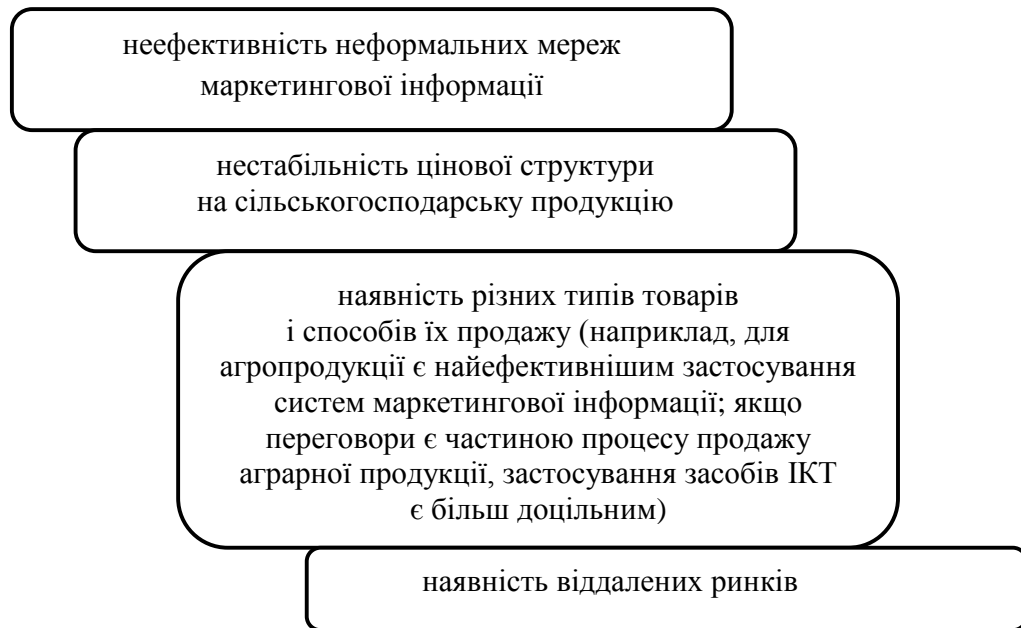 неефективність неформальних мереж
маркетингової інформації
нестабільність цінової структури
на сільськогосподарську продукцію
наявність різних типів товарів
і способів їх продажу (наприклад, для
агропродукції є найефективнішим застосування
систем маркетингової інформації; якщо
переговори є частиною процесу продажу
аграрної продукції, застосування засобів ІКТ
є більш доцільним)
наявність віддалених ринків